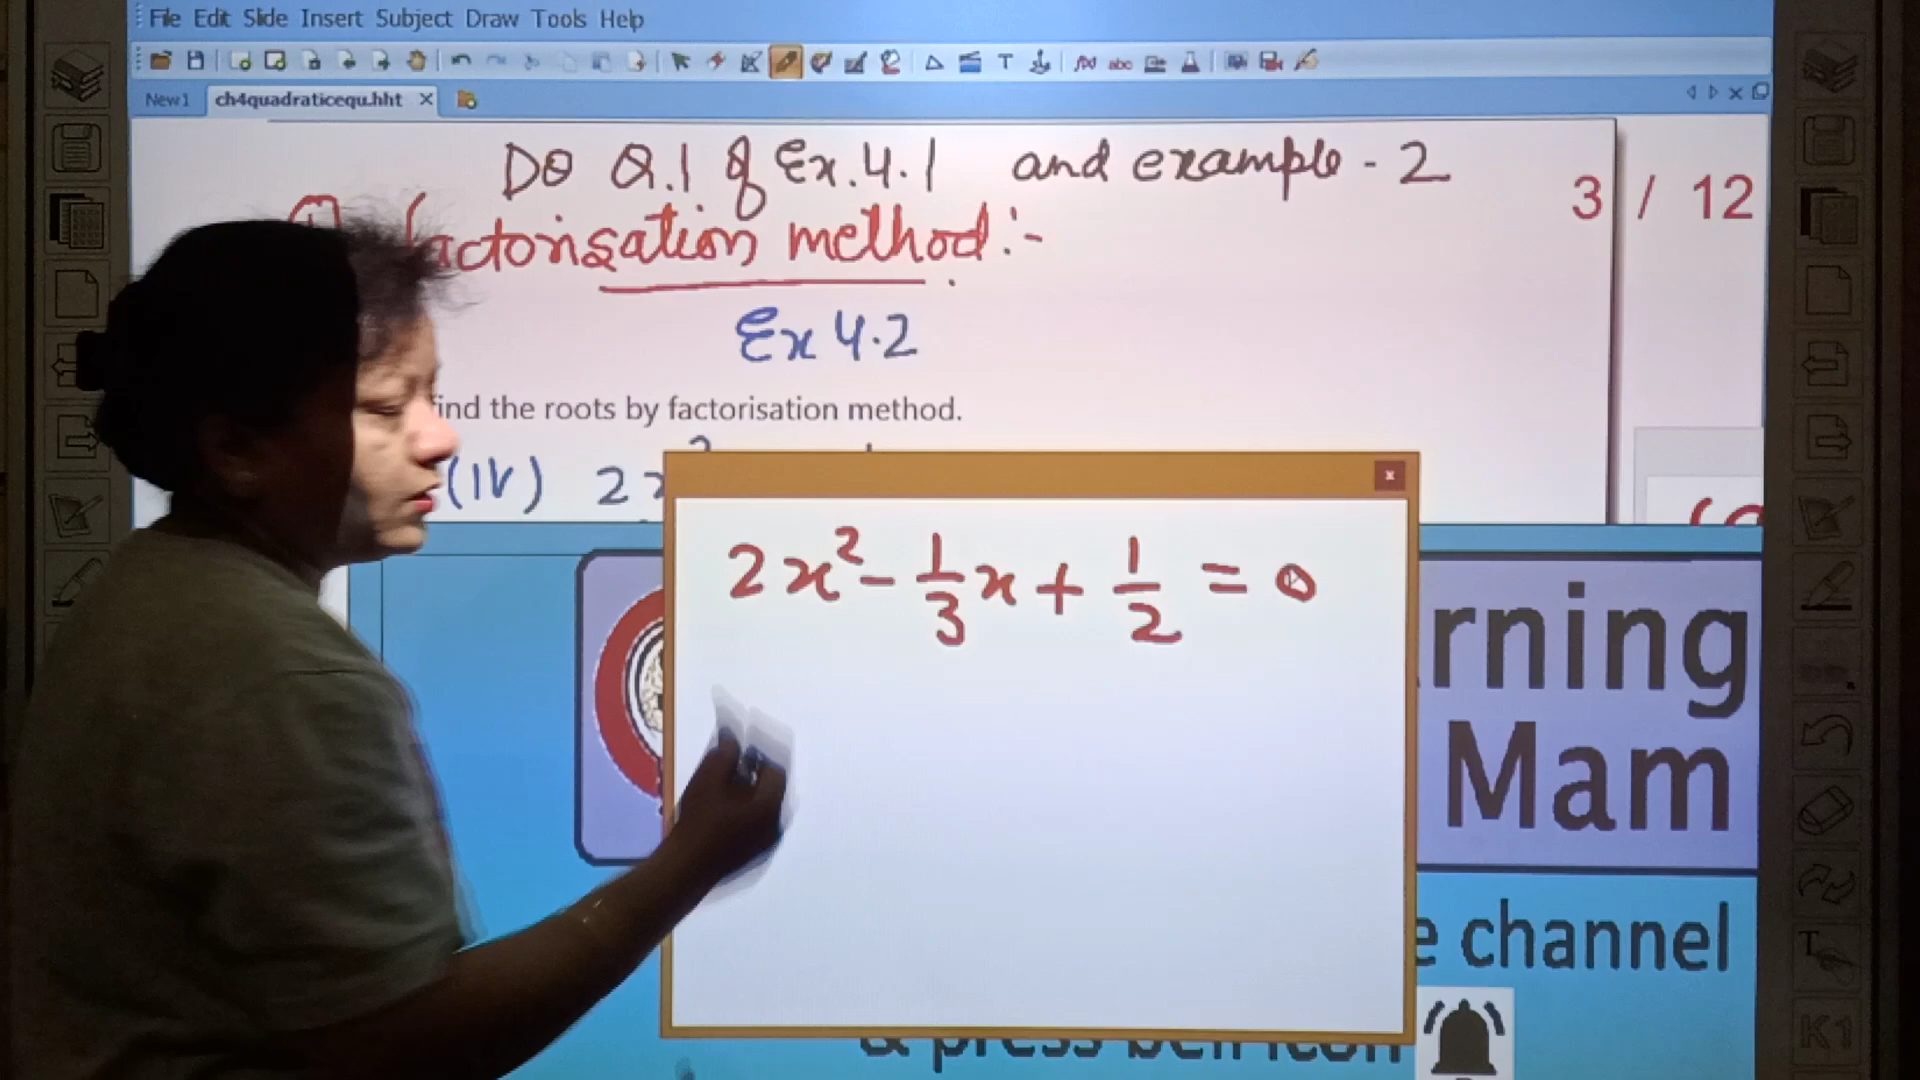 File Edit Slide Insert Subject Draw Tools Help
New1 ch4quadraticequ.hht
DO Q.1 of Ex.4.1 and example - 2
3 / 12
(1) factorisation method :-
Ex 4.2
ind the roots by factorisation method.
(IV) 2x
2x² - 1/3 x + 1/2 = 0
rning
Mam
e channel
& press bell icon
T
K1